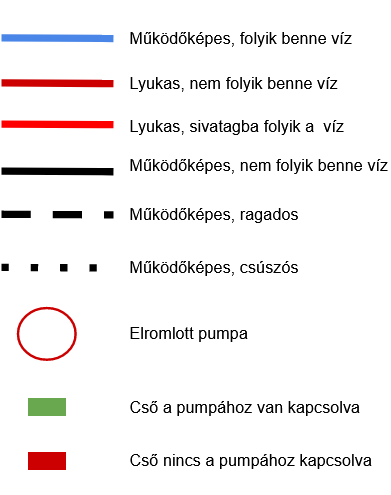 Működőképes, folyik benne víz
Lyukas, nem folyik benne víz
Lyukas, sivatagba folyik a víz
Működőképes, nem folyik benne víz
Működőképes, ragados
Működőképes, csúszós
Elromlott pumpa
Cső a pumpához van kapcsolva
Cső nincs a pumpához kapcsolva